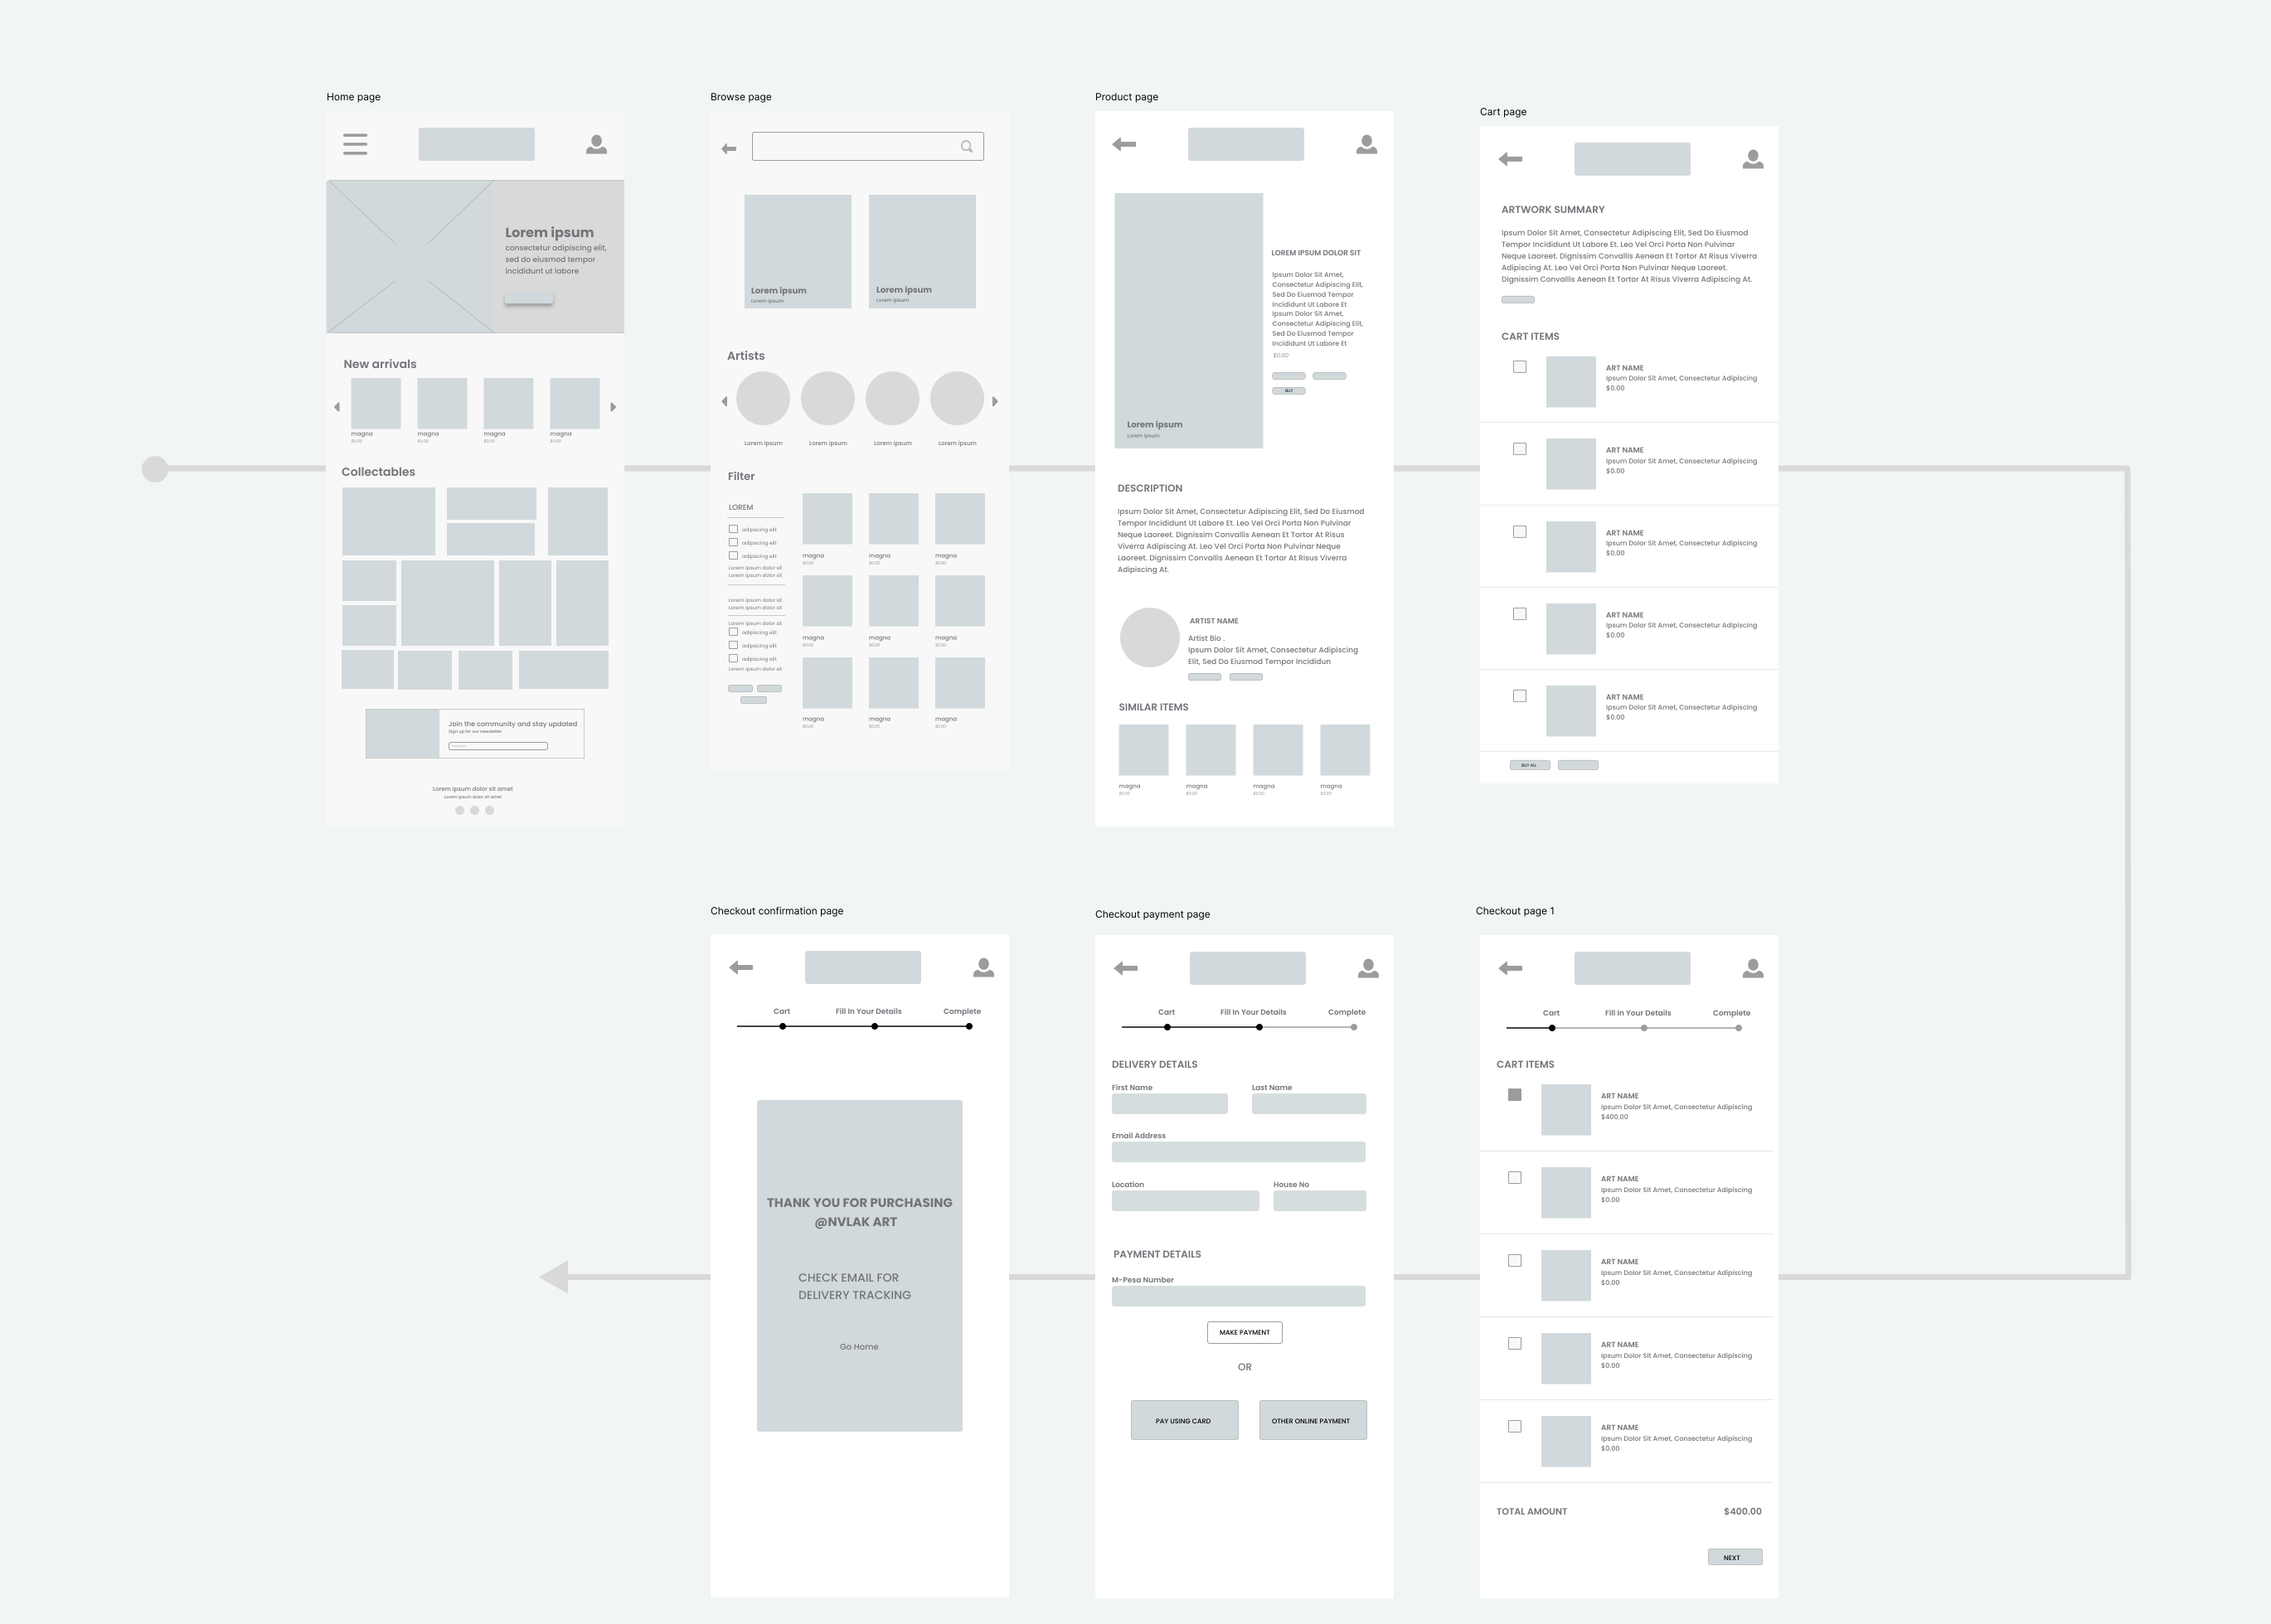 Home page
Lorem ipsum
consectetur adipiscing elit,
sed do eiusmod tempor
incididunt ut labore
New arrivals
magna
$0.00
magna
$0.00
magna
$0.00
magna
$0.00
Collectables
Join the community and stay updated
Sign up for our newsletter
Lorem ipsum dolor sit amet
Lorem ipsum dolor sit amet
Browse page
Lorem ipsum
Lorem ipsum
Lorem ipsum
Lorem ipsum
Artists
Lorem ipsum
Lorem ipsum
Lorem ipsum
Lorem ipsum
Filter
LOREM
adipiscing elit
adipiscing elit
adipiscing elit
Lorem ipsum dolor sit
Lorem ipsum dolor sit
Lorem ipsum dolor sit
Lorem ipsum dolor sit
Lorem ipsum dolor sit
adipiscing elit
adipiscing elit
adipiscing elit
Lorem ipsum dolor sit
magna
$0.00
magna
$0.00
magna
$0.00
magna
$0.00
magna
$0.00
magna
$0.00
magna
$0.00
magna
$0.00
magna
$0.00
Product page
Lorem ipsum
Lorem ipsum
LOREM IPSUM DOLOR SIT
Ipsum Dolor Sit Amet,
Consectetur Adipiscing Elit,
Sed Do Eiusmod Tempor
Incididunt Ut Labore Et
Ipsum Dolor Sit Amet,
Consectetur Adipiscing Elit,
Sed Do Eiusmod Tempor
Incididunt Ut Labore Et
$0.00
BUY
DESCRIPTION
Ipsum Dolor Sit Amet, Consectetur Adipiscing Elit, Sed Do Eiusmod
Tempor Incididunt Ut Labore Et. Leo Vel Orci Porta Non Pulvinar
Neque Laoreet. Dignissim Convallis Aenean Et Tortor At Risus
Viverra Adipiscing At. Leo Vel Orci Porta Non Pulvinar Neque
Laoreet. Dignissim Convallis Aenean Et Tortor At Risus Viverra
Adipiscing At.
ARTIST NAME
Artist Bio .
Ipsum Dolor Sit Amet, Consectetur Adipiscing
Elit, Sed Do Eiusmod Tempor Incididun
SIMILAR ITEMS
magna
$0.00
magna
$0.00
magna
$0.00
magna
$0.00
Cart page
ARTWORK SUMMARY
Ipsum Dolor Sit Amet, Consectetur Adipiscing Elit, Sed Do Eiusmod
Tempor Incididunt Ut Labore Et. Leo Vel Orci Porta Non Pulvinar
Neque Laoreet. Dignissim Convallis Aenean Et Tortor At Risus Viverra
Adipiscing At. Leo Vel Orci Porta Non Pulvinar Neque Laoreet.
Dignissim Convallis Aenean Et Tortor At Risus Viverra Adipiscing At.
CART ITEMS
ART NAME
Ipsum Dolor Sit Amet, Consectetur Adipiscing
$0.00
ART NAME
Ipsum Dolor Sit Amet, Consectetur Adipiscing
$0.00
ART NAME
Ipsum Dolor Sit Amet, Consectetur Adipiscing
$0.00
ART NAME
Ipsum Dolor Sit Amet, Consectetur Adipiscing
$0.00
ART NAME
Ipsum Dolor Sit Amet, Consectetur Adipiscing
$0.00
BUY ALL
Checkout confirmation page
Cart
Fill In Your Details
Complete
THANK YOU FOR PURCHASING
@NVLAK ART
CHECK EMAIL FOR
DELIVERY TRACKING
Go Home
Checkout payment page
Cart
Fill In Your Details
Complete
DELIVERY DETAILS
First Name
Last Name
Email Address
Location
House No
PAYMENT DETAILS
M-Pesa Number
MAKE PAYMENT
OR
PAY USING CARD
OTHER ONLINE PAYMENT
Checkout page 1
Cart
Fill In Your Details
Complete
CART ITEMS
ART NAME
Ipsum Dolor Sit Amet, Consectetur Adipiscing
$400.00
ART NAME
Ipsum Dolor Sit Amet, Consectetur Adipiscing
$0.00
ART NAME
Ipsum Dolor Sit Amet, Consectetur Adipiscing
$0.00
ART NAME
Ipsum Dolor Sit Amet, Consectetur Adipiscing
$0.00
ART NAME
Ipsum Dolor Sit Amet, Consectetur Adipiscing
$0.00
TOTAL AMOUNT
$400.00
NEXT